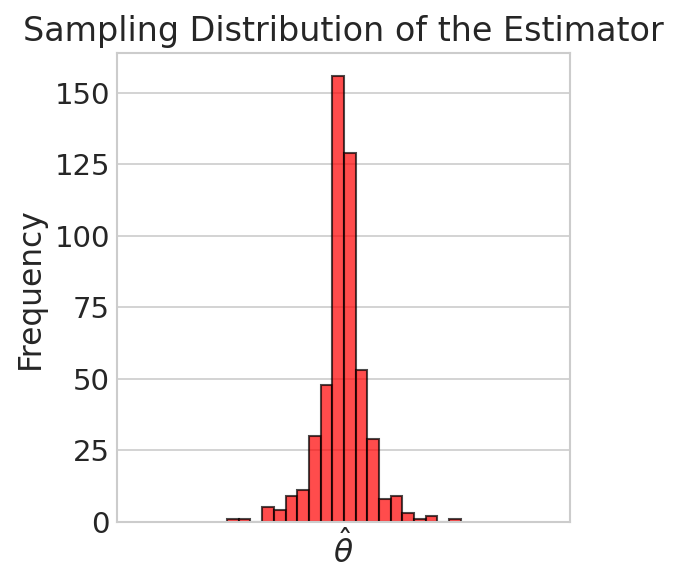 Sampling Distribution of the Estimator
Frequency
150
125
100
75
50
25
0
θ̂